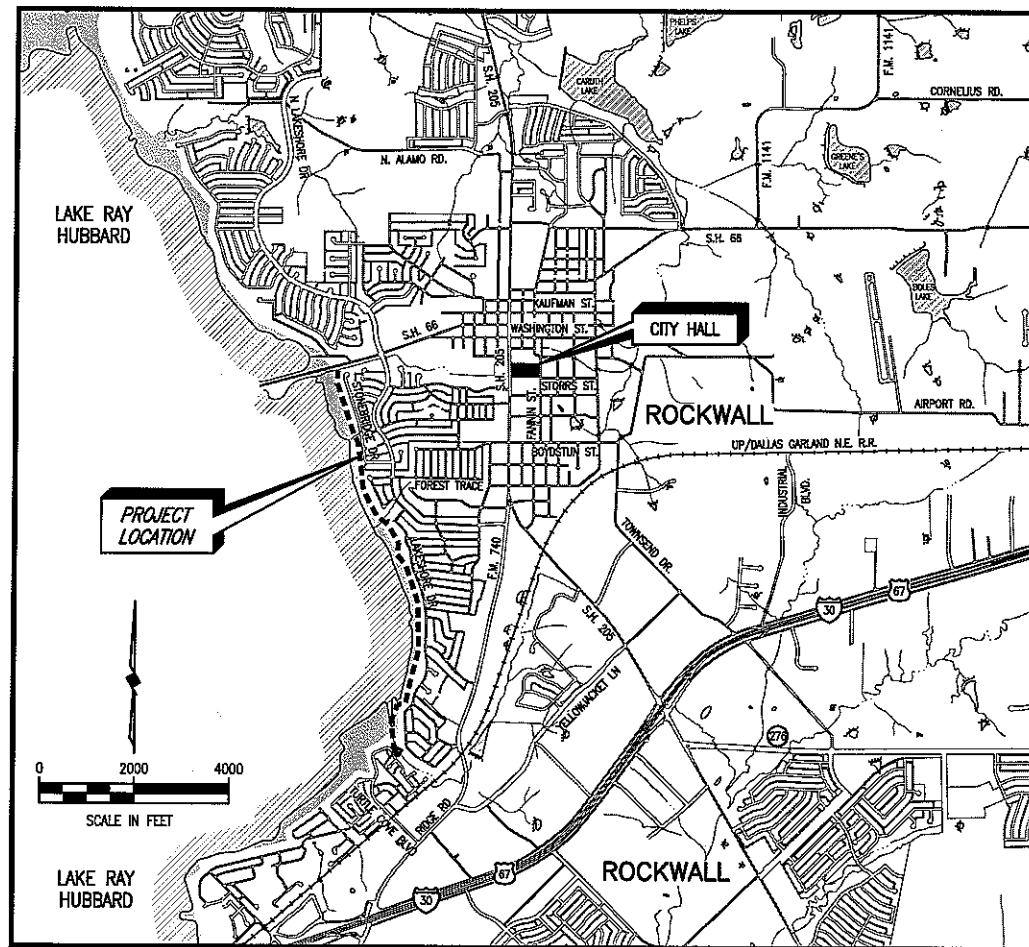 PHELPS
LAKE
CARUTH
LAKE
S.H. 205
F.M. 1141
CORNELIUS RD.
N. LAKESHORE DR.
N. ALAMO RD.
F.M. 1141
GREENE'S
LAKE
LAKE RAY
HUBBARD
S.H. 66
BOLES
LAKE
KAUFMAN ST.
WASHINGTON ST.
CITY HALL
S.H. 66
S.H. 205
STORRS ST.
FANNIN ST.
ROCKWALL
AIRPORT RD.
STONEBRIDGE DR.
BOYDSTUN ST.
UP/DALLAS GARLAND N.E. R.R.
FOREST TRACE
INDUSTRIAL
BLVD.
PROJECT
LOCATION
TOWNSEND DR.
LAKESHORE DR.
F.M. 740
S.H. 205
30
67
YELLOWJACKET LN
276
0 2000 4000
SCALE IN FEET
RIDGE RD
67
30
ROCKWALL
LAKE RAY
HUBBARD